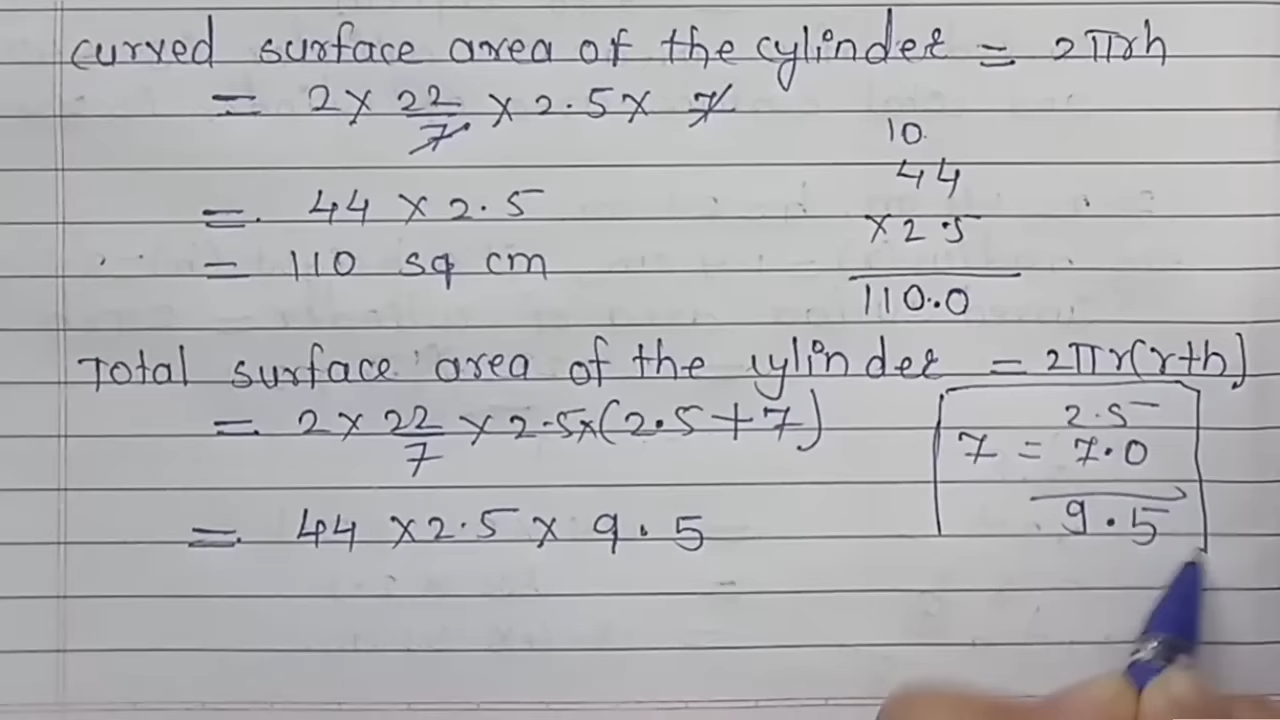 curved surface area of the cylinder = 2πrh
= 2 × 22/7 × 2.5 × 7
10
44
= 44 × 2.5
× 2.5
= 110 sq cm
110.0
Total surface area of the cylinder = 2πr(r+h)
= 2 × 22/7 × 2.5×(2.5+7)
2.5
7 = 7.0
9.5
= 44 × 2.5 × 9.5